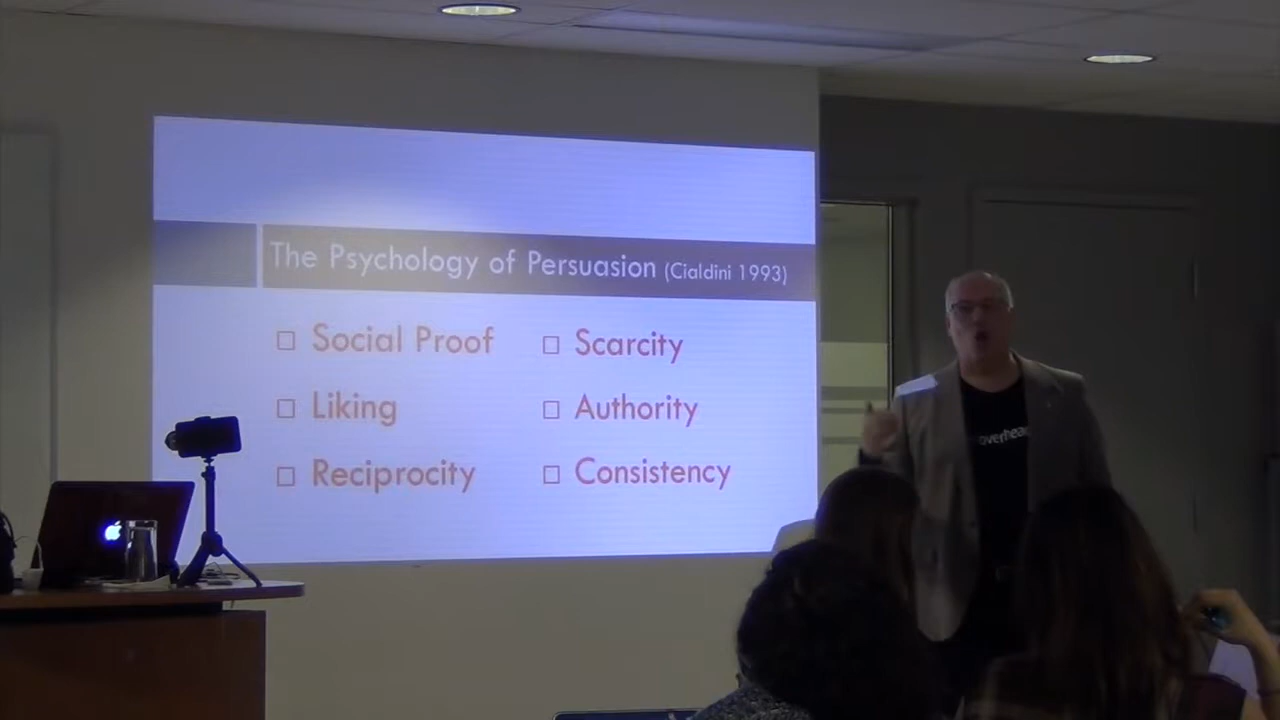 The Psychology of Persuasion (Cialdini 1993)
Social Proof
Liking
Reciprocity
Scarcity
Authority
Consistency